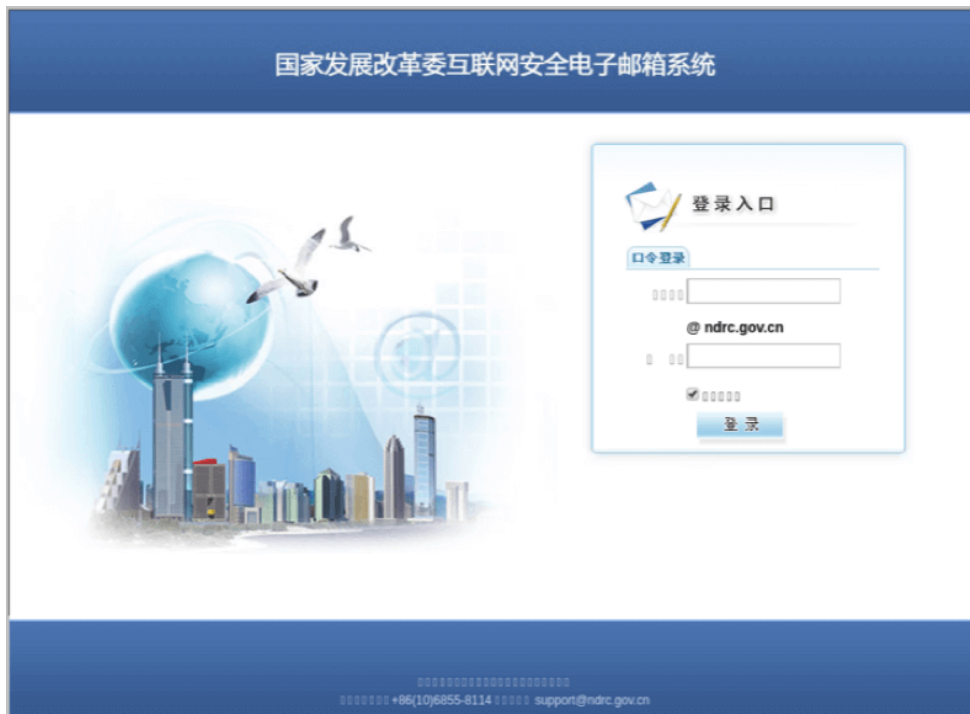 国家发展改革委互联网安全电子邮箱系统
登录入口
口令登录
@ ndrc.gov.cn
登 录
+86(10)6855-8114 support@ndrc.gov.cn